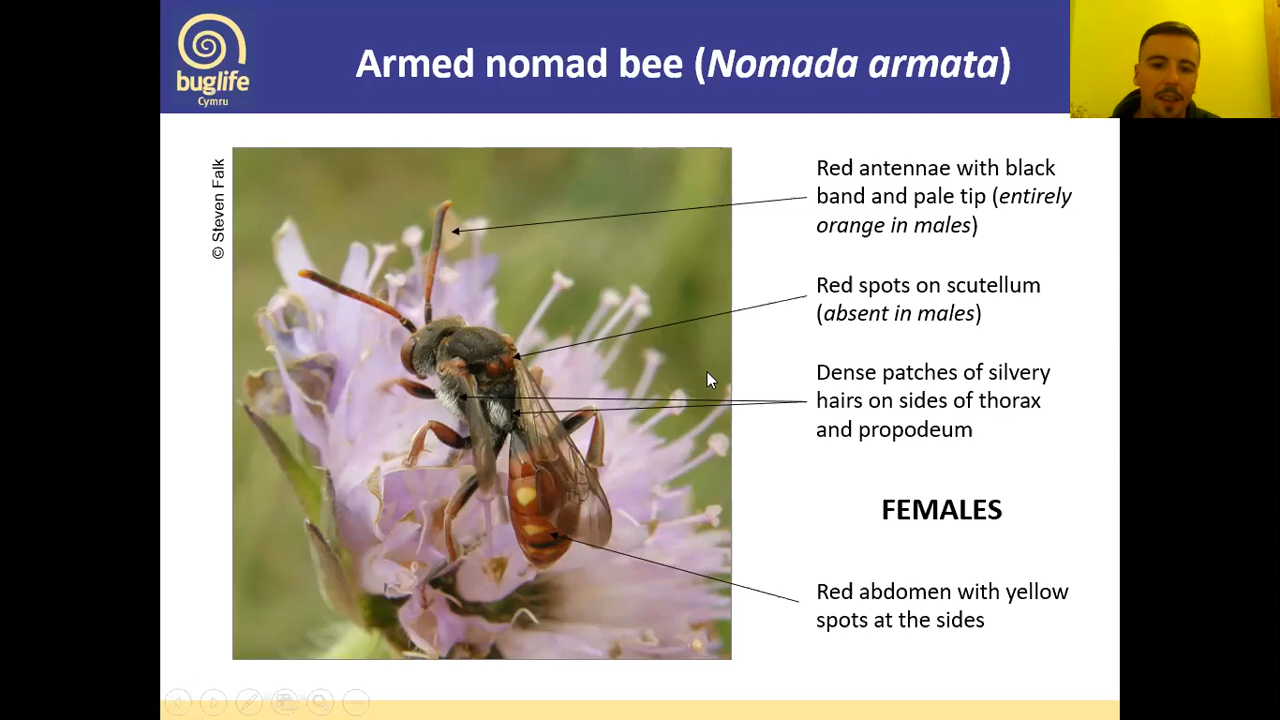 buglife
Cymru
Armed nomad bee (Nomada armata)
© Steven Falk
Red antennae with black
band and pale tip (entirely
orange in males)
Red spots on scutellum
(absent in males)
Dense patches of silvery
hairs on sides of thorax
and propodeum
FEMALES
Red abdomen with yellow
spots at the sides